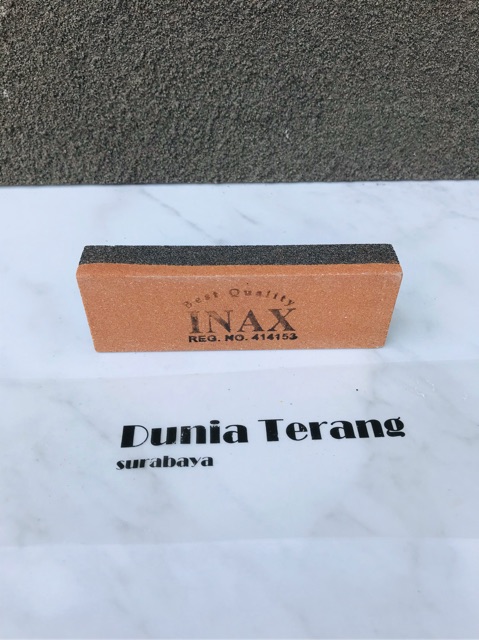 Best Quality
INAX
REG. NO. 414153
Dunia Terang
surabaya